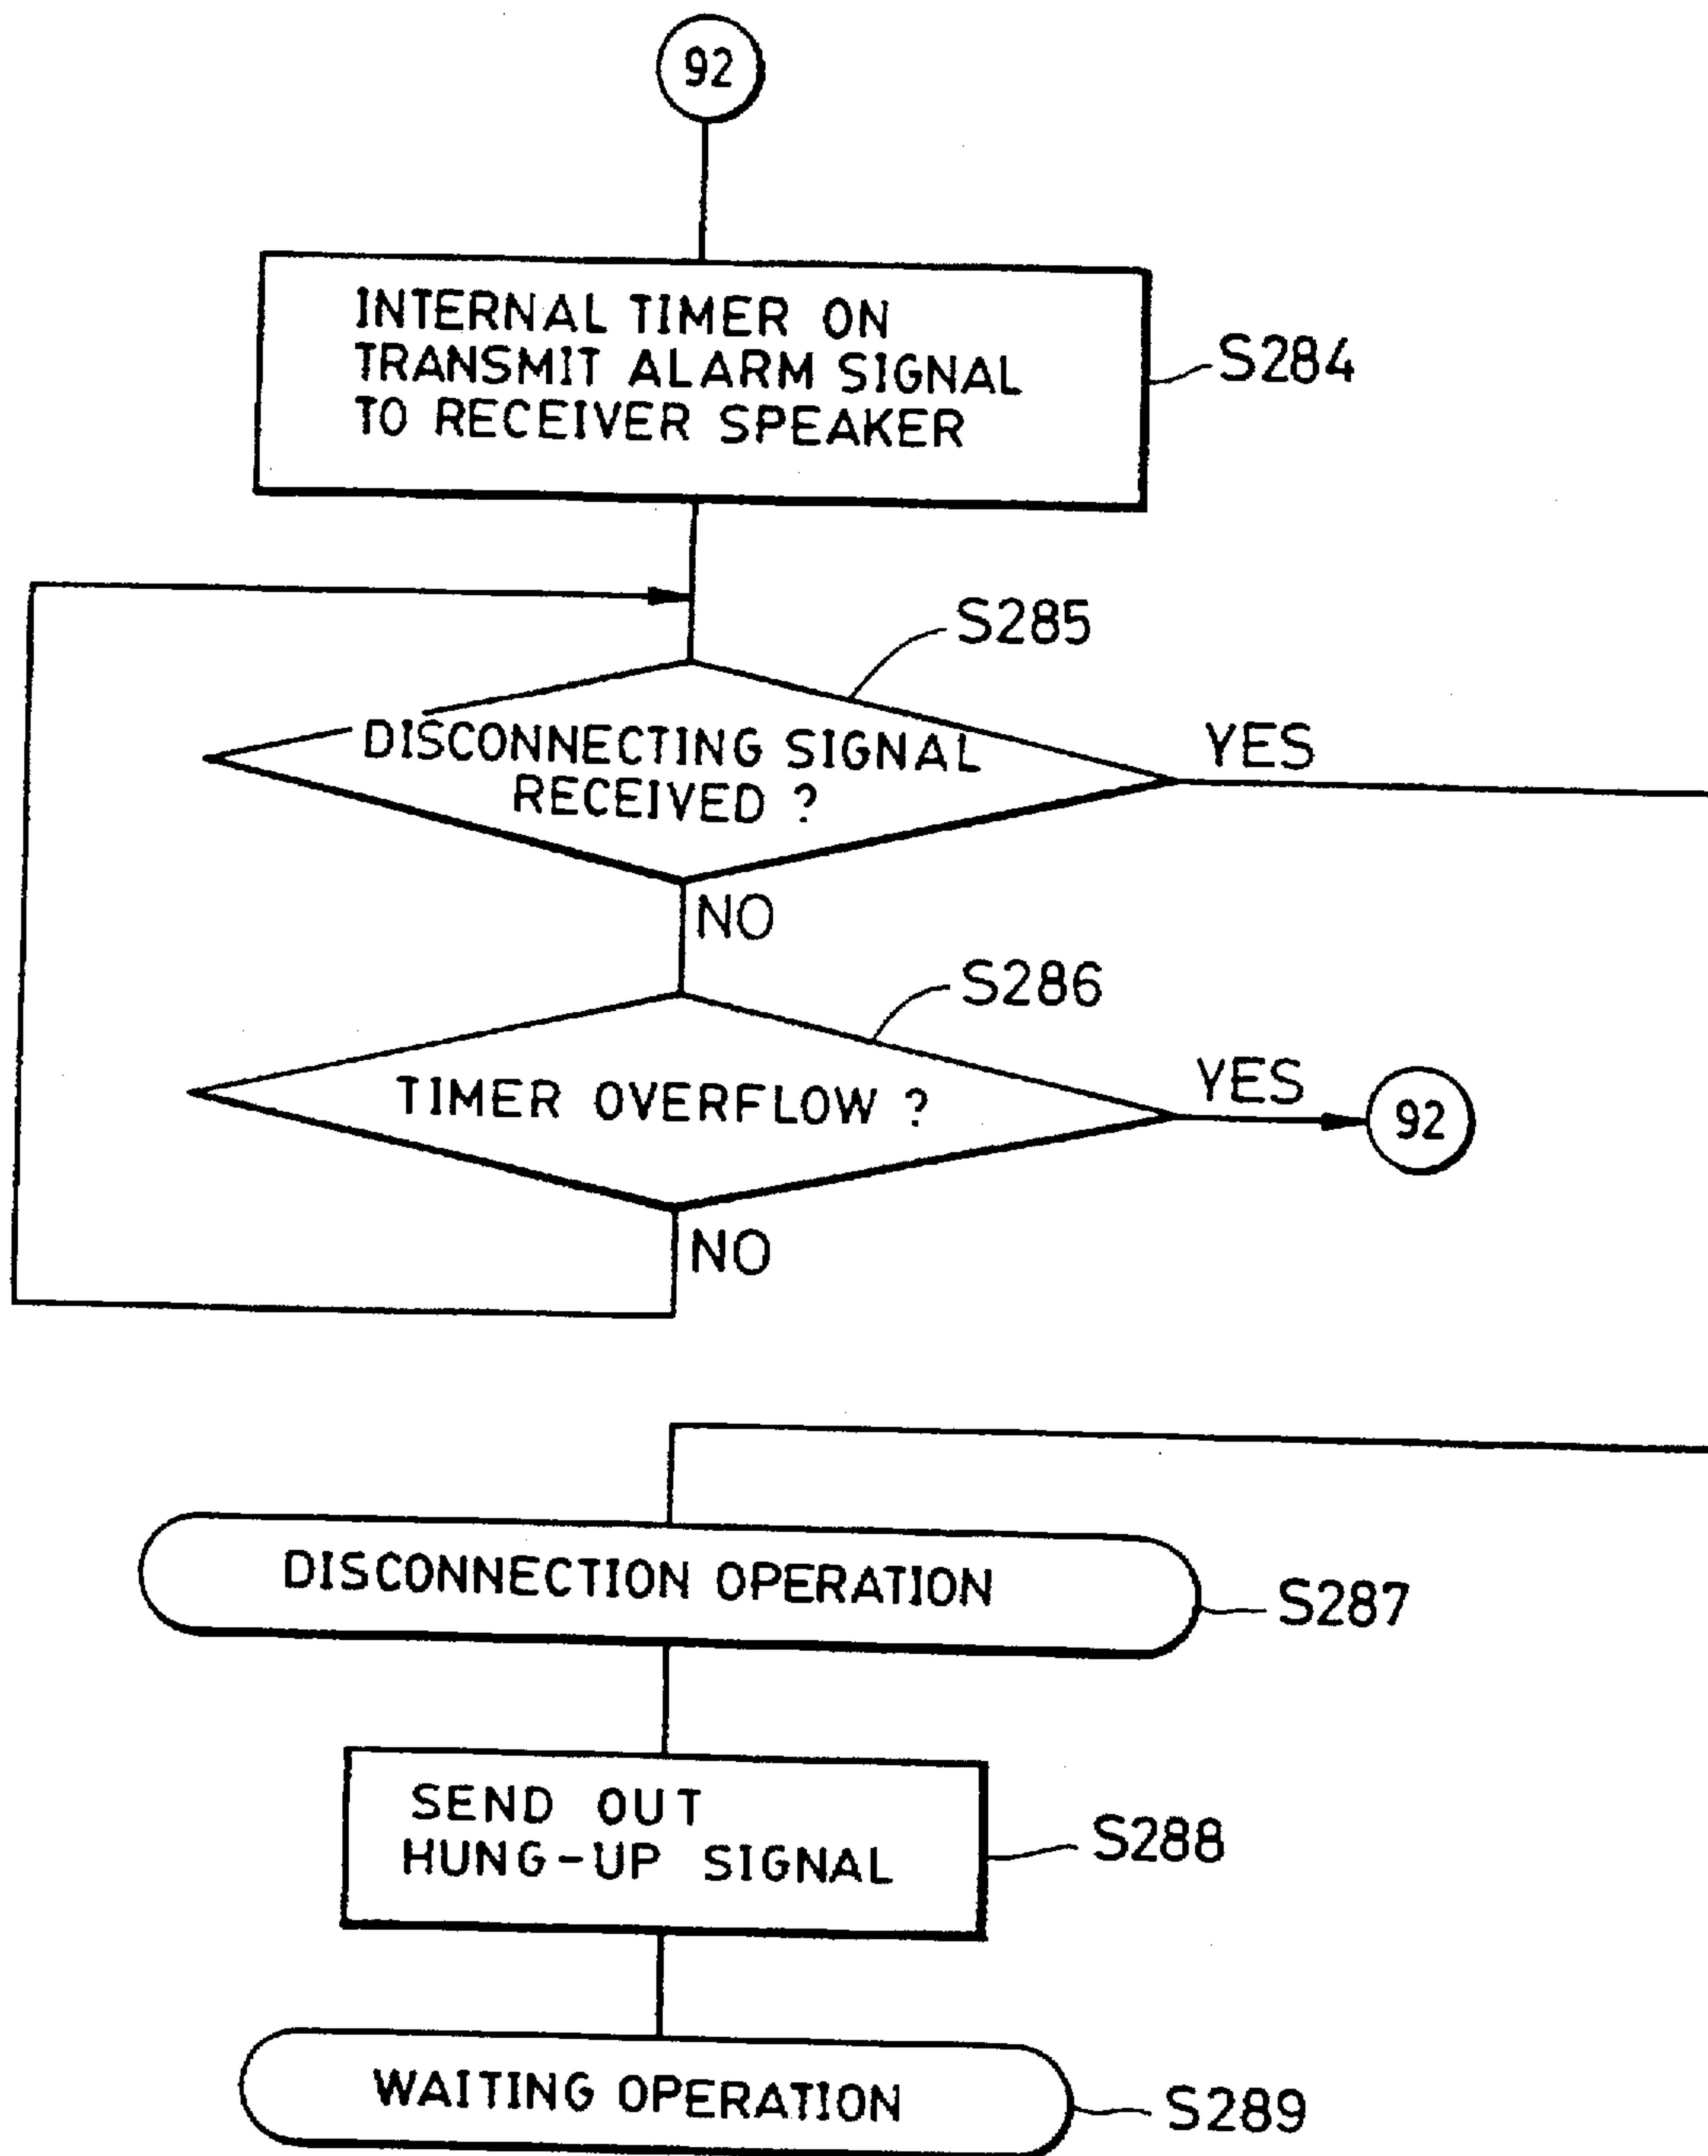 92
INTERNAL TIMER ON
TRANSMIT ALARM SIGNAL
TO RECEIVER SPEAKER
S284
S285
DISCONNECTING SIGNAL
RECEIVED ?
YES
NO
S286
TIMER OVERFLOW ?
YES
92
NO
DISCONNECTION OPERATION
S287
SEND OUT
HUNG-UP SIGNAL
S288
WAITING OPERATION
S289